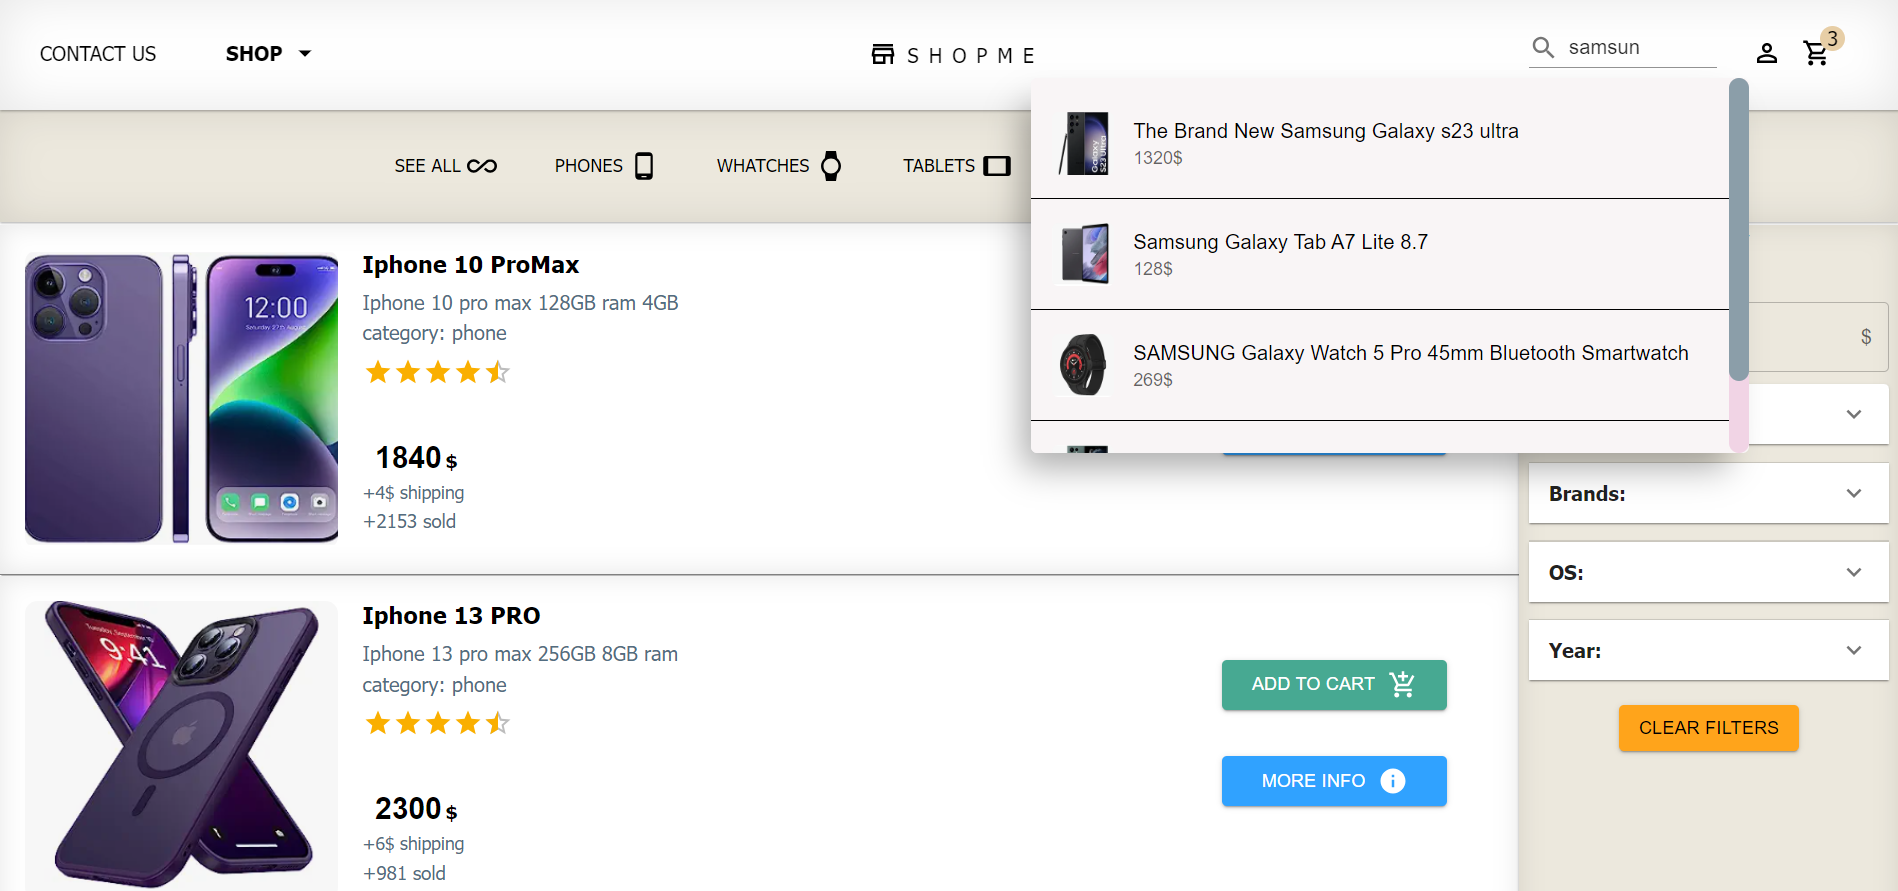 CONTACT US
SHOP
SHOPME
samsun
3
SEE ALL
PHONES
WHATCHES
TABLETS
The Brand New Samsung Galaxy s23 ultra
1320$
Galaxy
S23 Ultra
Samsung Galaxy Tab A7 Lite 8.7
128$
SAMSUNG Galaxy Watch 5 Pro 45mm Bluetooth Smartwatch
269$
Iphone 10 ProMax
Iphone 10 pro max 128GB ram 4GB
category: phone
12:00
1840 $
+4$ shipping
+2153 sold
Iphone 13 PRO
Iphone 13 pro max 256GB 8GB ram
category: phone
9:41
2300 $
+6$ shipping
+981 sold
ADD TO CART
MORE INFO
$
Brands:
OS:
Year:
CLEAR FILTERS